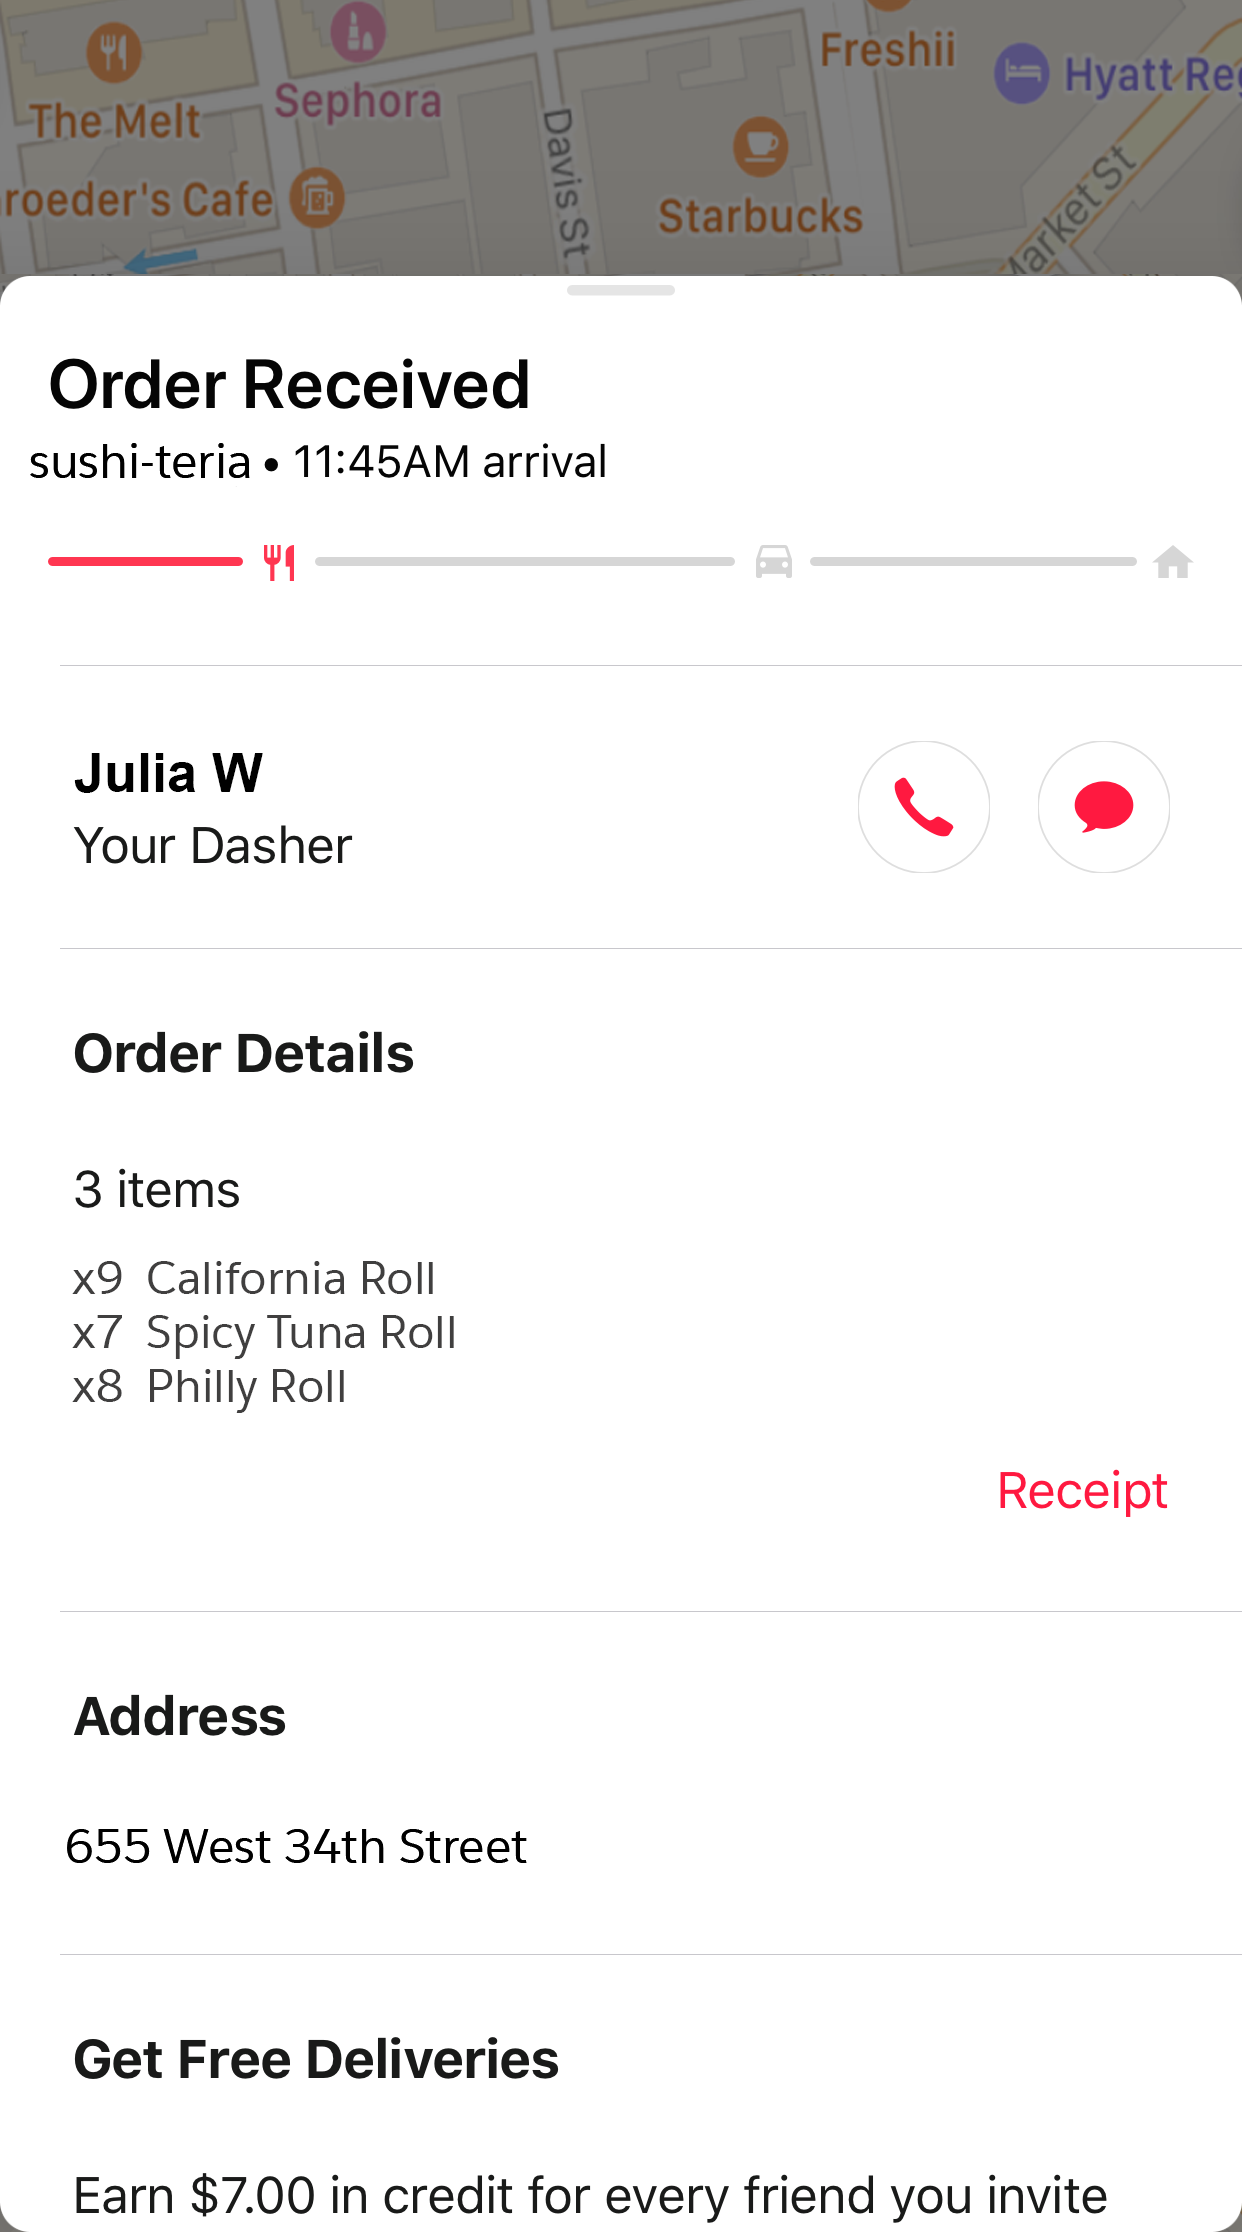 Freshii
Hyatt Reg
Sephora
The Melt
Davis St
roeder's Cafe
Starbucks
Market St
Order Received
sushi-teria • 11:45AM arrival
Julia W
Your Dasher
Order Details
3 items
x9 California Roll
x7 Spicy Tuna Roll
x8 Philly Roll
Receipt
Address
655 West 34th Street
Get Free Deliveries
Earn $7.00 in credit for every friend you invite